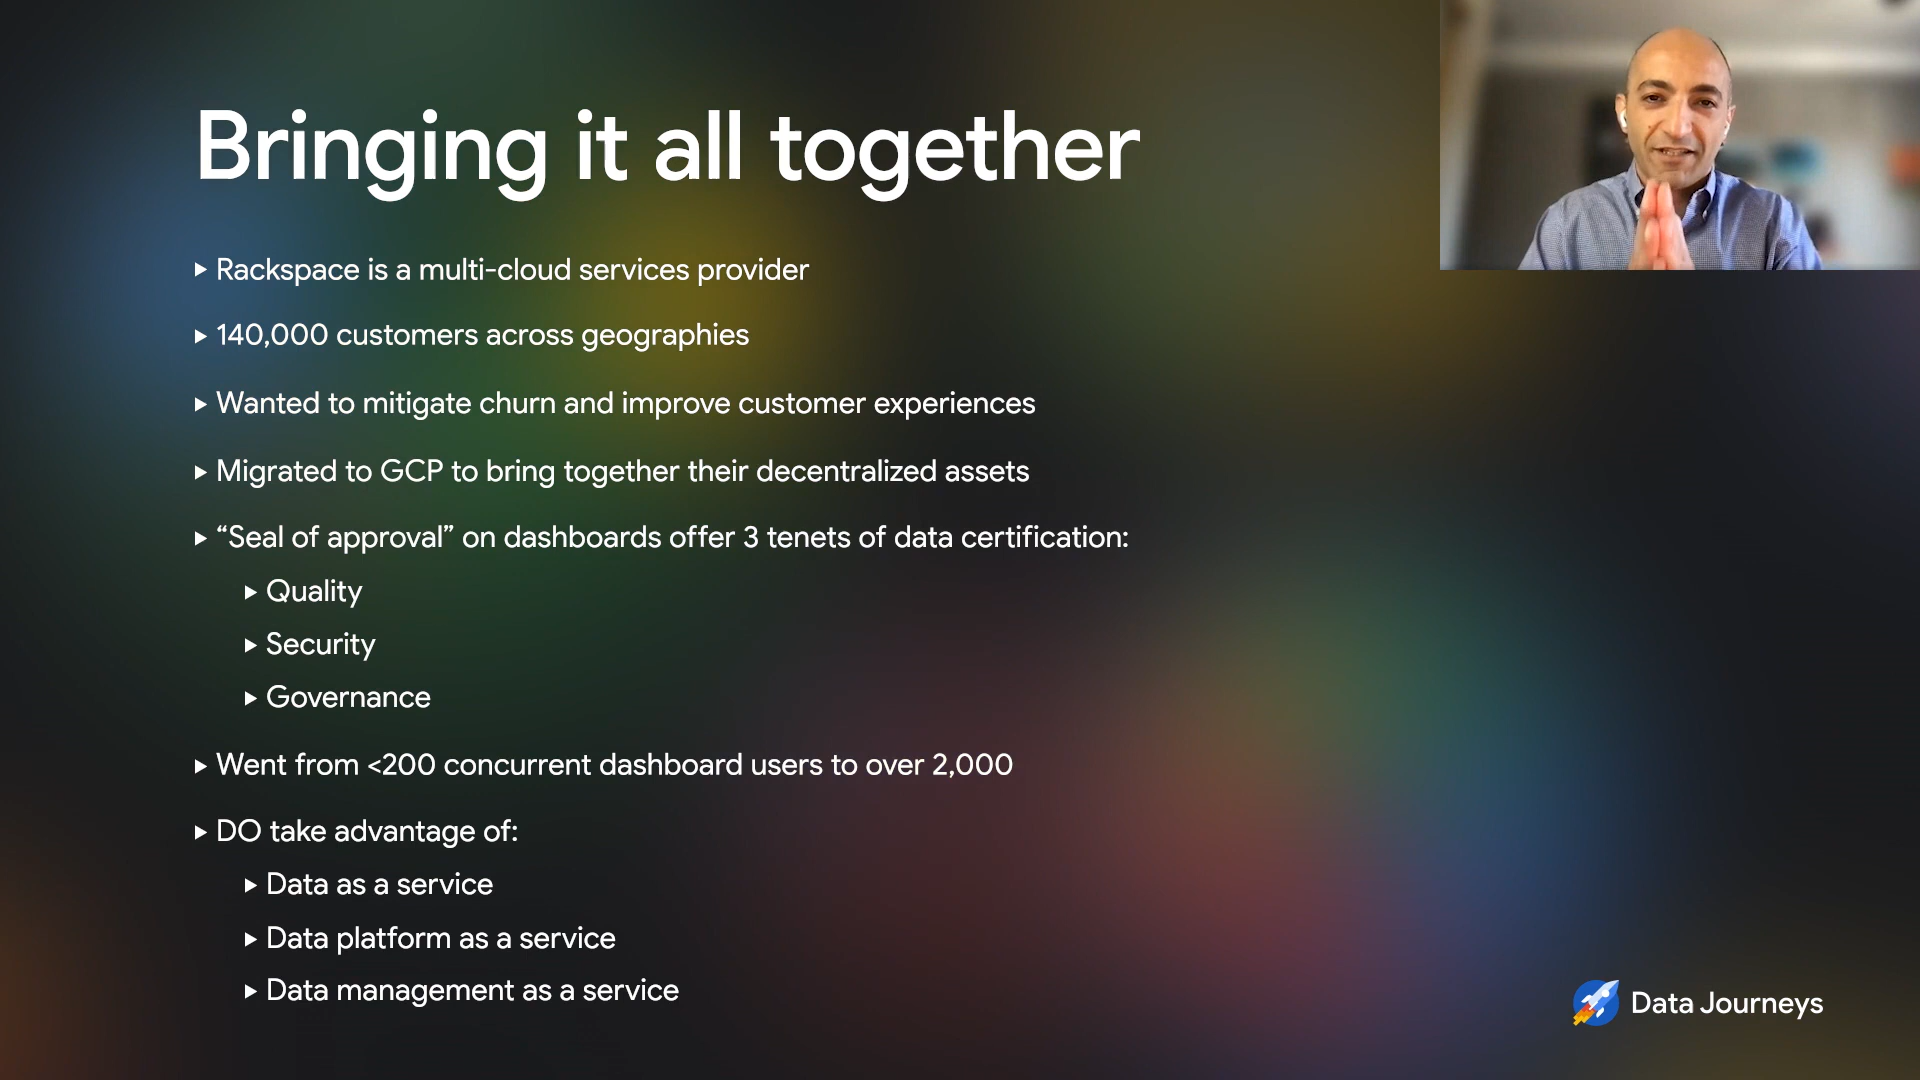 Bringing it all together
Rackspace is a multi-cloud services provider
140,000 customers across geographies
Wanted to mitigate churn and improve customer experiences
Migrated to GCP to bring together their decentralized assets
“Seal of approval” on dashboards offer 3 tenets of data certification:
Quality
Security
Governance
Went from <200 concurrent dashboard users to over 2,000
DO take advantage of:
Data as a service
Data platform as a service
Data management as a service
Data Journeys